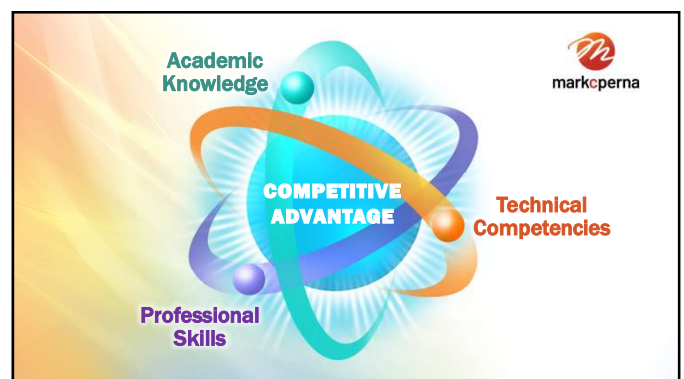 Academic
Knowledge
markcperna
COMPETITIVE
ADVANTAGE
Technical
Competencies
Professional
Skills